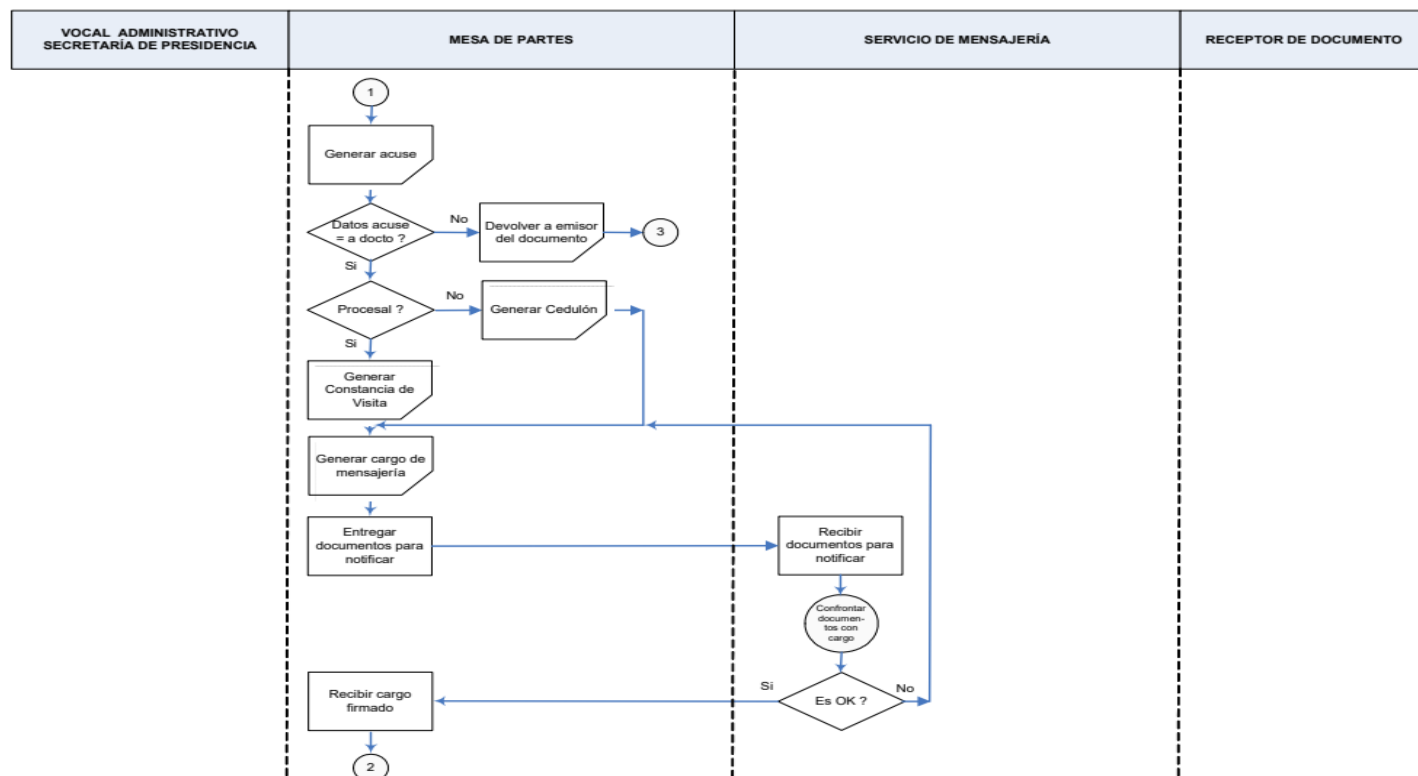 VOCAL ADMINISTRATIVO
SECRETARÍA DE PRESIDENCIA
MESA DE PARTES
SERVICIO DE MENSAJERÍA
RECEPTOR DE DOCUMENTO
1
Generar acuse
Datos acuse
= a docto ?
No
Devolver a emisor
del documento
3
Si
Procesal ?
No
Generar Cedulón
Si
Generar
Constancia de
Visita
Generar cargo de
mensajería
Entregar
documentos para
notificar
Recibir
documentos para
notificar
Confrontar
documen-
tos con
cargo
Recibir cargo
firmado
Si
Es OK ?
No
2